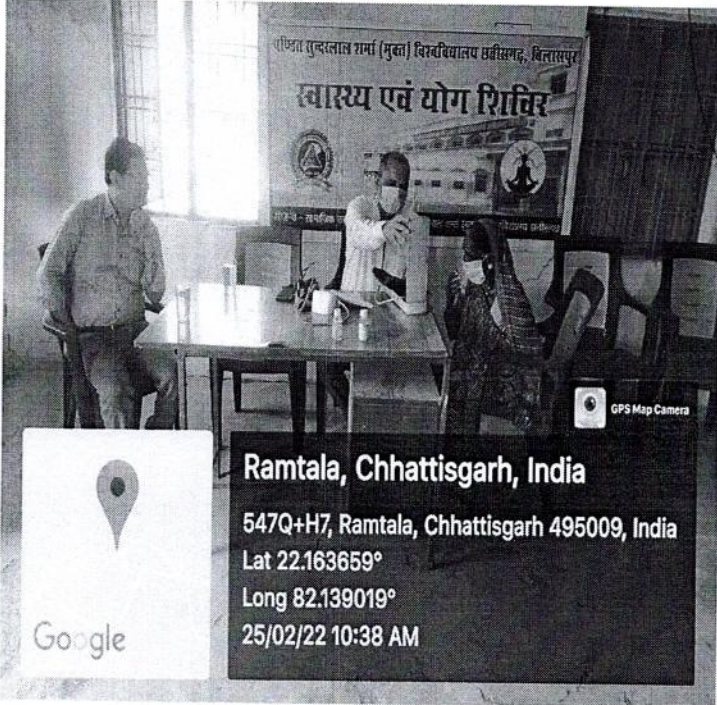 पण्डित सुन्दरलाल शर्मा (मुक्त) विश्वविद्यालय छत्तीसगढ़, बिलासपुर
स्वास्थ्य एवं योग शिविर
GPS Map Camera
Ramtala, Chhattisgarh, India
547Q+H7, Ramtala, Chhattisgarh 495009, India
Lat 22.163659°
Long 82.139019°
25/02/22 10:38 AM
Google